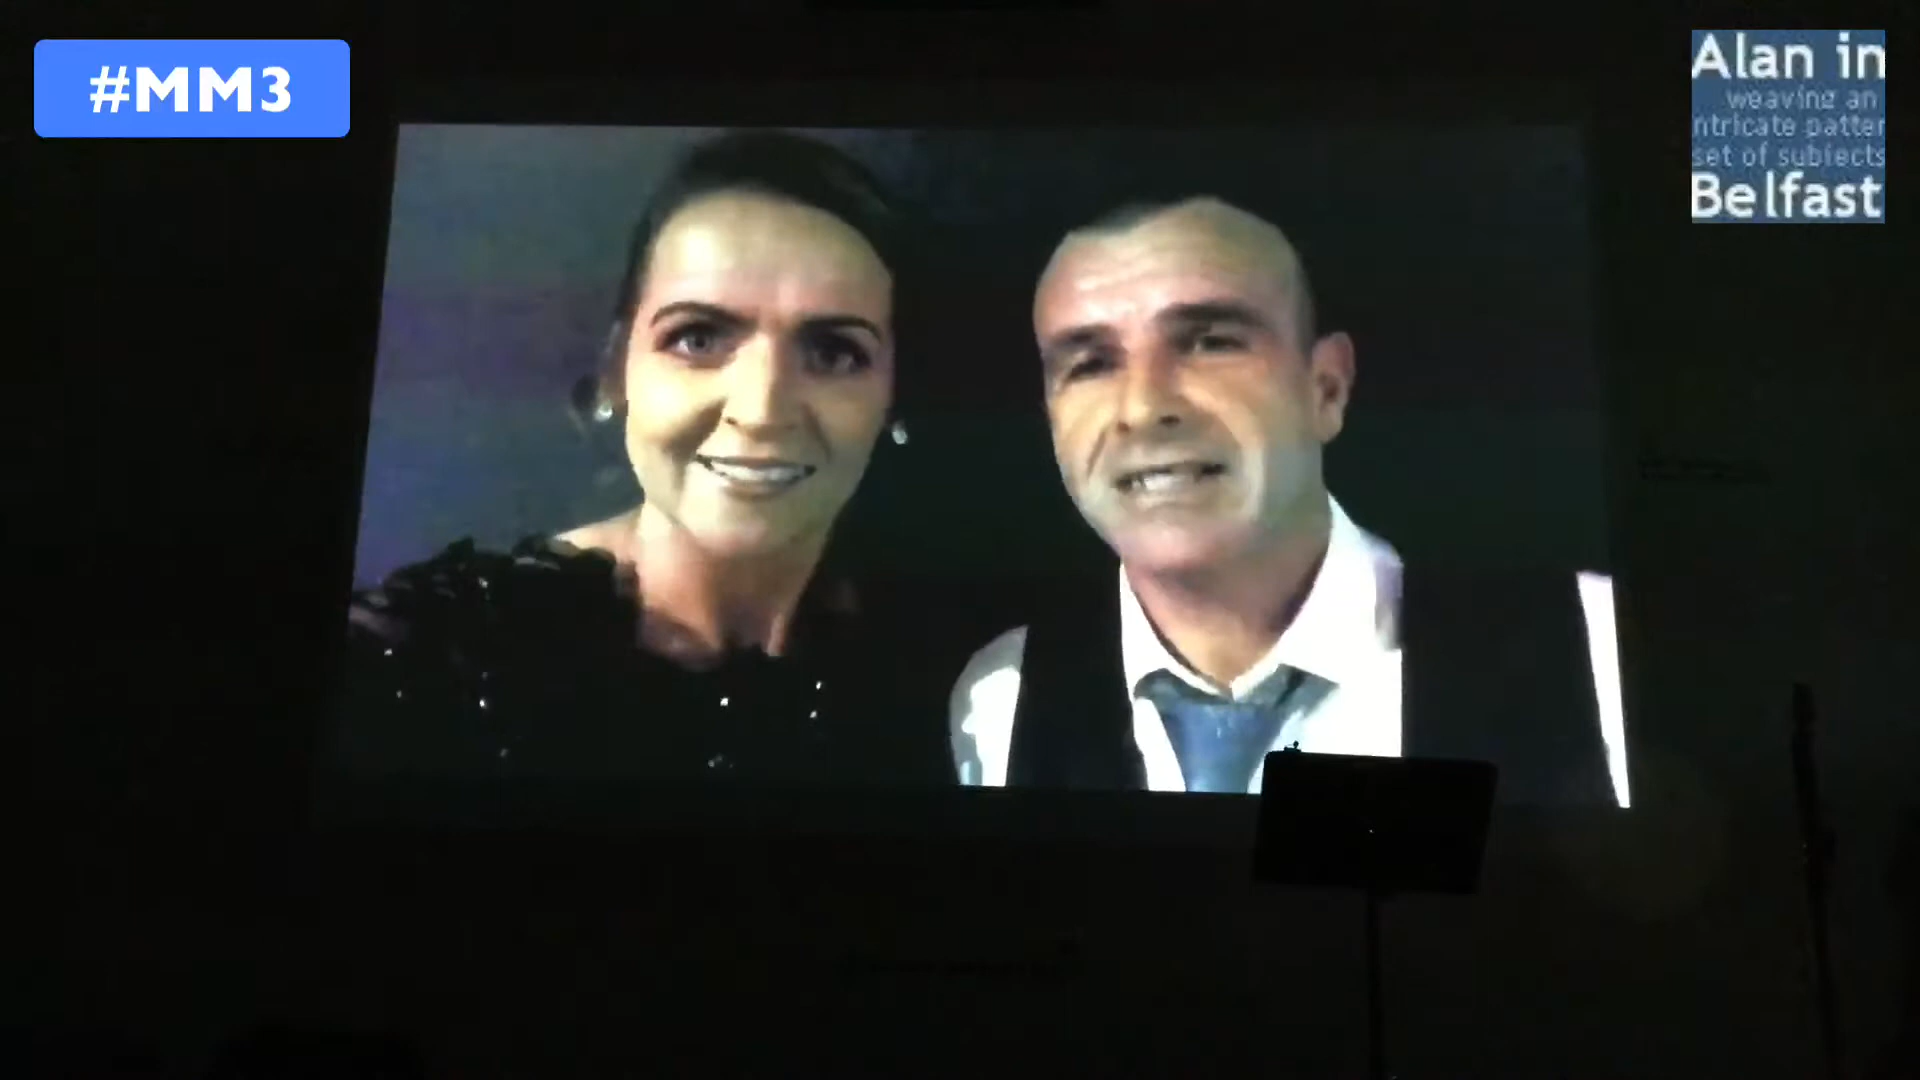 #MM3
Alan in
weaving an
ntricate patter
set of subjects
Belfast